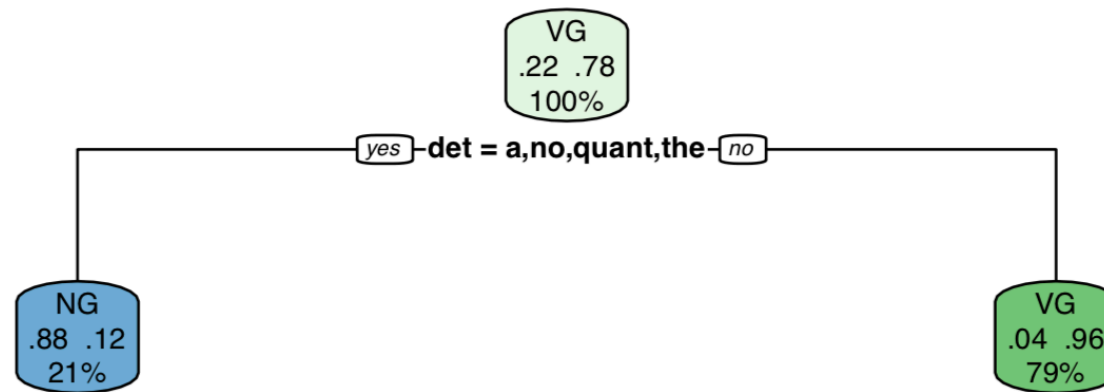 VG
.22 .78
100%
yes det = a,no,quant,the no
NG
.88 .12
21%
VG
.04 .96
79%